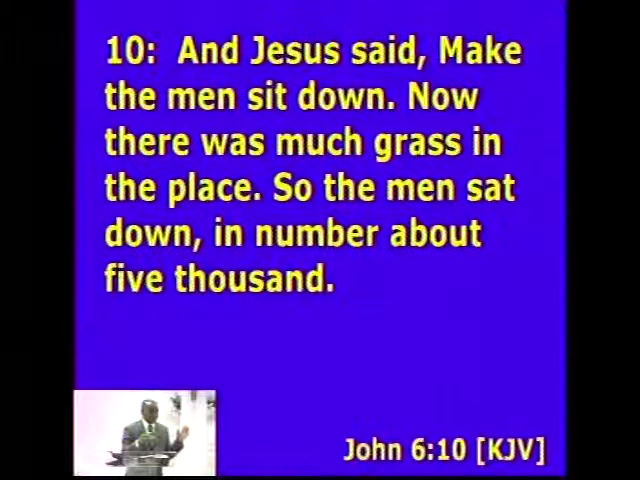 10:  And Jesus said, Make
the men sit down. Now
there was much grass in
the place. So the men sat
down, in number about
five thousand.
John 6:10 [KJV]